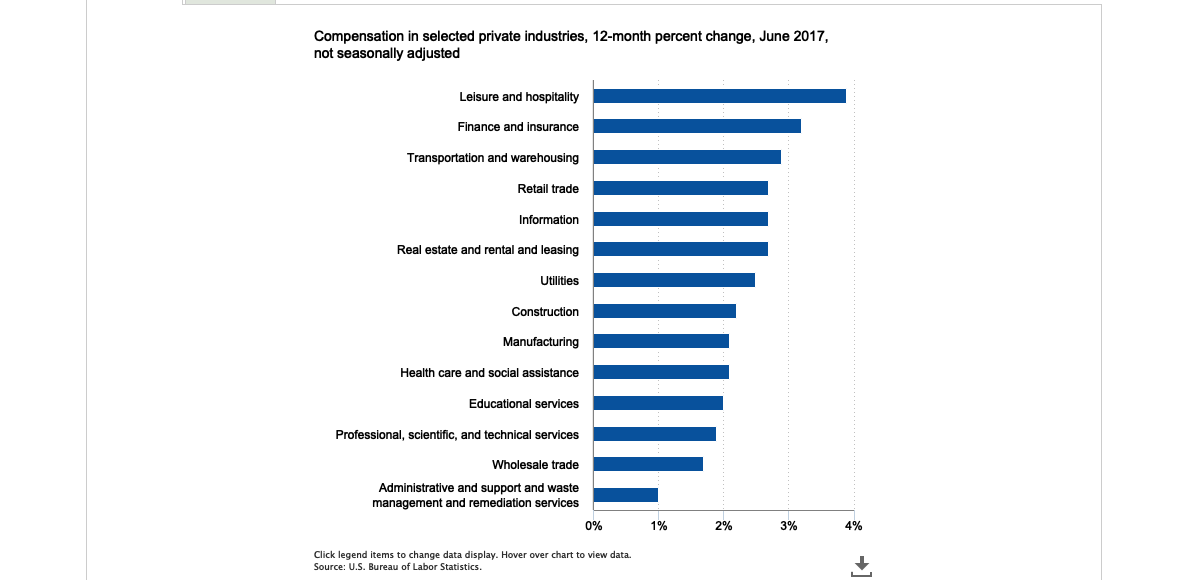 Compensation in selected private industries, 12-month percent change, June 2017,
not seasonally adjusted
Leisure and hospitality
Finance and insurance
Transportation and warehousing
Retail trade
Information
Real estate and rental and leasing
Utilities
Construction
Manufacturing
Health care and social assistance
Educational services
Professional, scientific, and technical services
Wholesale trade
Administrative and support and waste
management and remediation services
0% 1% 2% 3% 4%
Click legend items to change data display. Hover over chart to view data.
Source: U.S. Bureau of Labor Statistics.